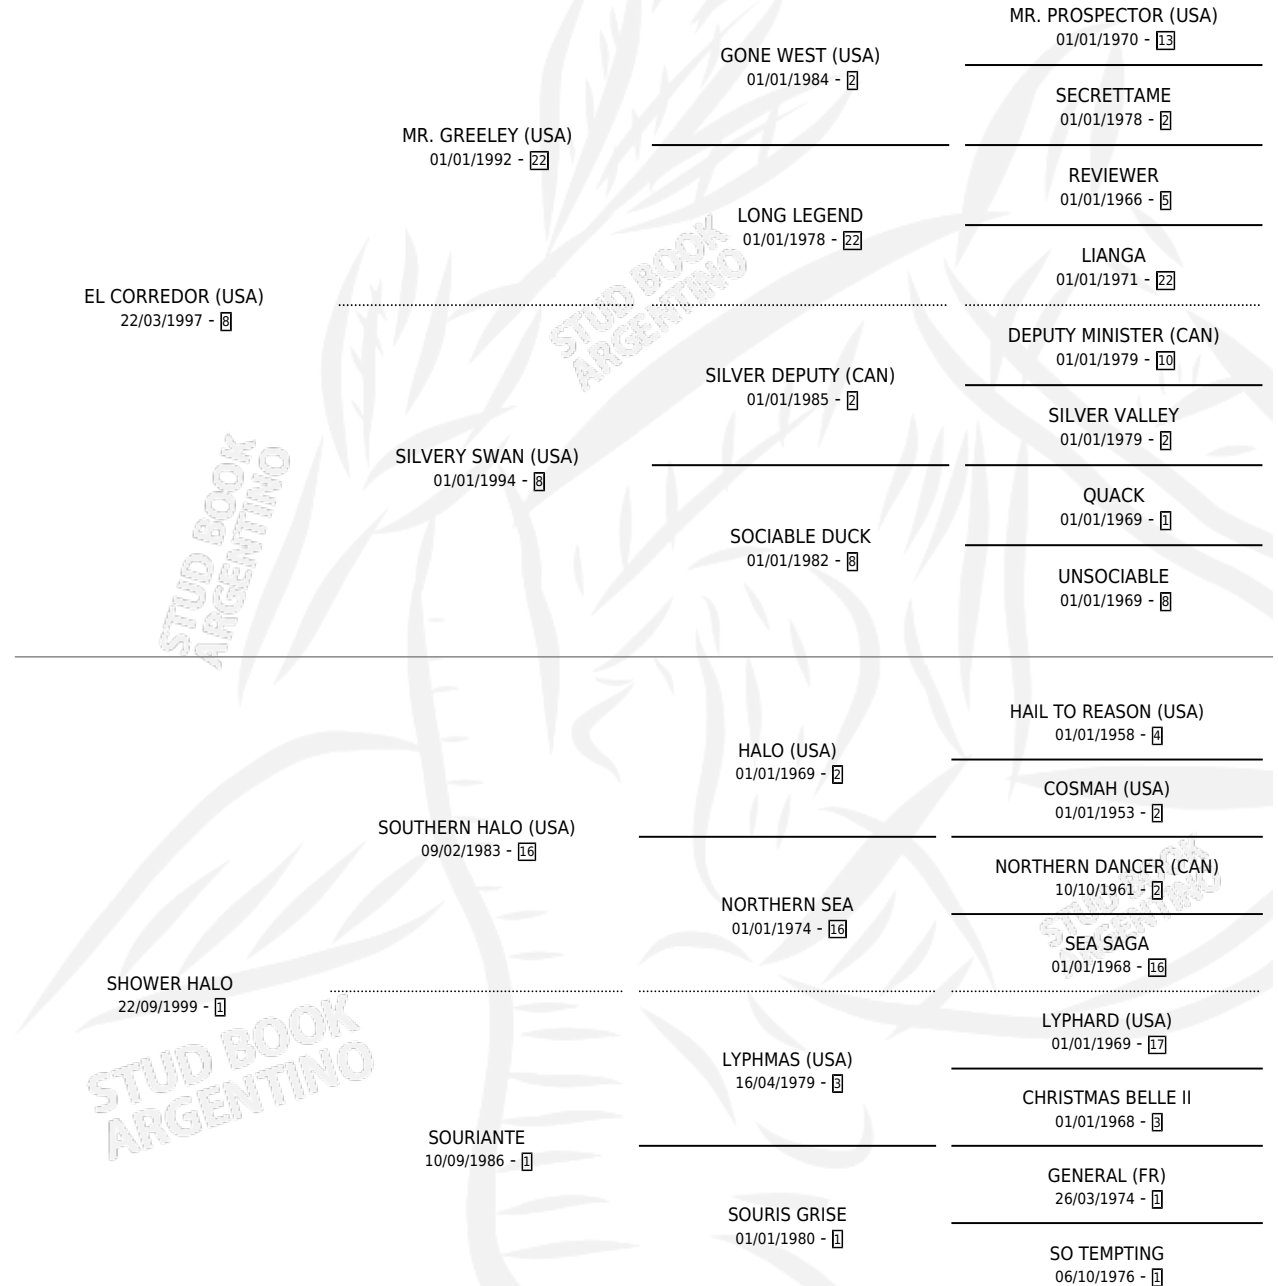 MR. PROSPECTOR (USA)
01/01/1970 - 13
GONE WEST (USA)
01/01/1984 - 2
SECRETTAME
01/01/1978 - 2
MR. GREELEY (USA)
01/01/1992 - 22
REVIEWER
01/01/1966 - 5
LONG LEGEND
01/01/1978 - 22
LIANGA
01/01/1971 - 22
EL CORREDOR (USA)
22/03/1997 - 8
DEPUTY MINISTER (CAN)
01/01/1979 - 10
SILVER DEPUTY (CAN)
01/01/1985 - 2
SILVER VALLEY
01/01/1979 - 2
SILVERY SWAN (USA)
01/01/1994 - 8
QUACK
01/01/1969 - 1
SOCIABLE DUCK
01/01/1982 - 8
UNSOCIABLE
01/01/1969 - 8
STUD BOOK
ARGENTINO
STUD BOOK
ARGENTINO
HAIL TO REASON (USA)
01/01/1958 - 4
HALO (USA)
01/01/1969 - 2
COSMAH (USA)
01/01/1953 - 2
SOUTHERN HALO (USA)
09/02/1983 - 16
NORTHERN DANCER (CAN)
10/10/1961 - 2
NORTHERN SEA
01/01/1974 - 16
SEA SAGA
01/01/1968 - 16
SHOWER HALO
22/09/1999 - 1
LYPHARD (USA)
01/01/1969 - 17
LYPHMAS (USA)
16/04/1979 - 3
CHRISTMAS BELLE II
01/01/1968 - 3
SOURIANTE
10/09/1986 - 1
GENERAL (FR)
26/03/1974 - 1
SOURIS GRISE
01/01/1980 - 1
SO TEMPTING
06/10/1976 - 1
STUD BOOK
ARGENTINO
STUD BOOK
ARGENTINO